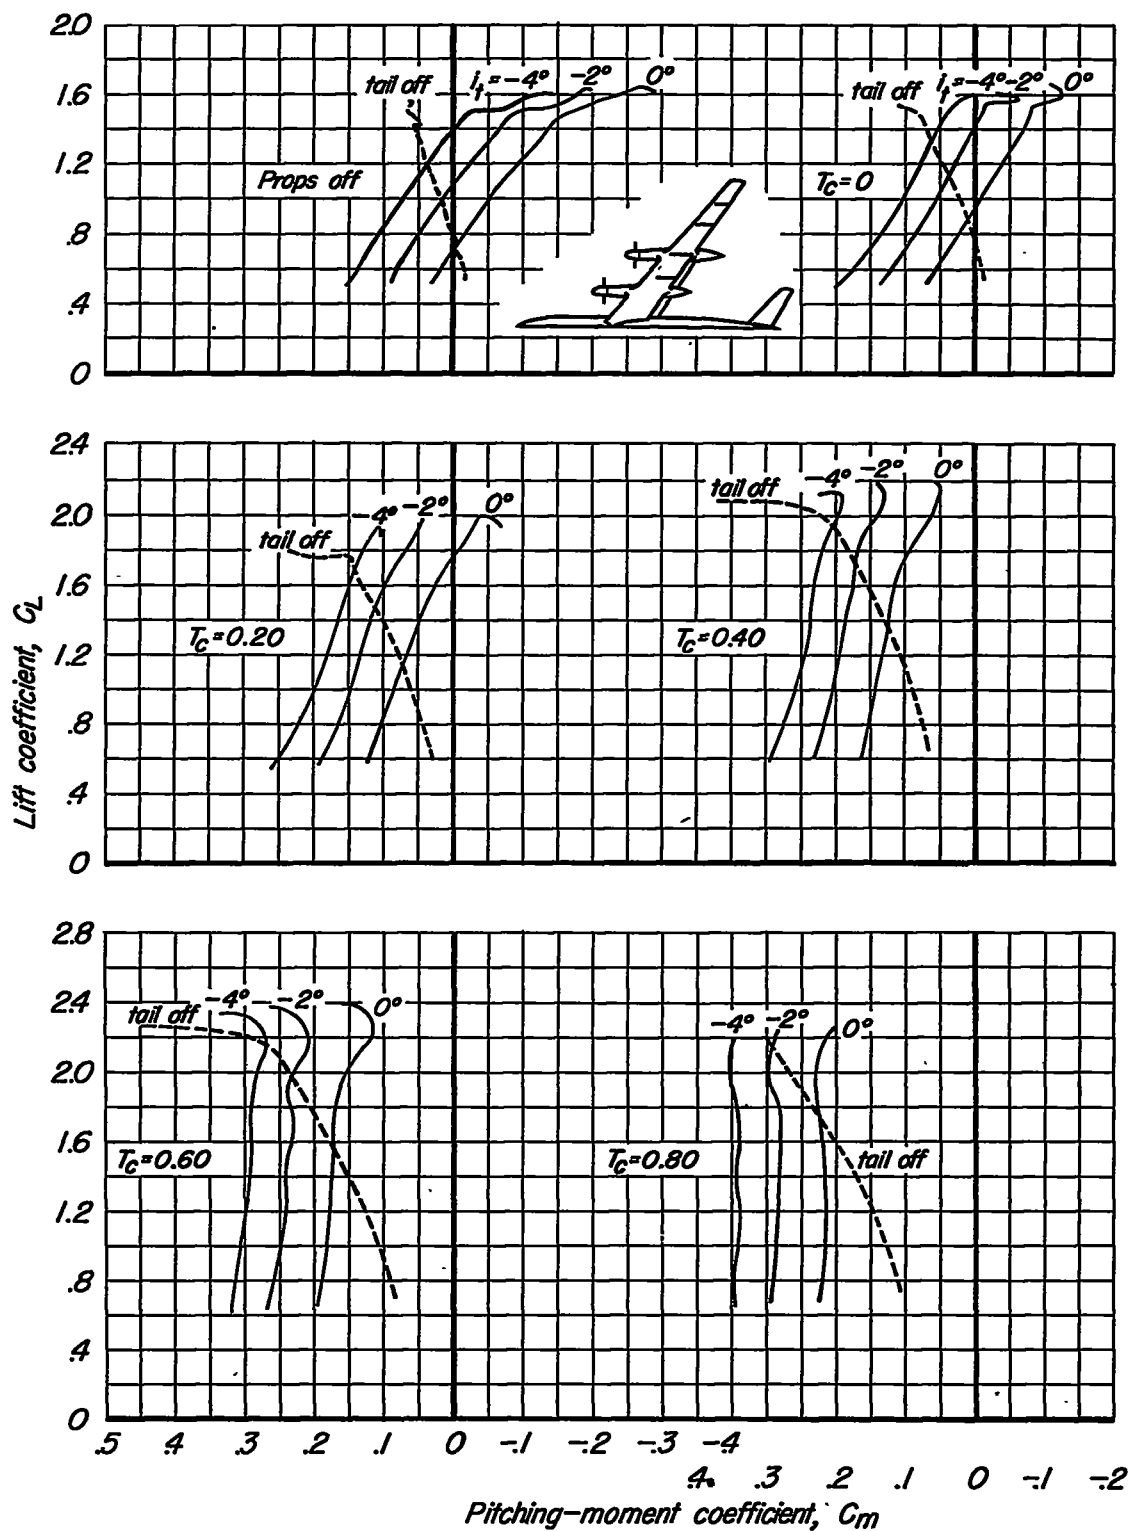 2.0
1.6
1.2
.8
.4
0
tail off
i_t = -4° -2° 0°
Props off
tail off
i_t = -4° -2° 0°
T_c = 0
2.4
2.0
1.6
1.2
.8
.4
0
-4° -2° 0°
tail off
T_c = 0.20
tail off
-4° -2° 0°
T_c = 0.40
Lift coefficient, C_L
2.8
2.4
2.0
1.6
1.2
.8
.4
0
tail off
-4° -2° 0°
T_c = 0.60
-4° -2° 0°
T_c = 0.80
tail off
.5 .4 .3 .2 .1 0 -.1 -.2 -.3 -.4
.4 .3 .2 .1 0 -.1 -.2
Pitching-moment coefficient, C_m